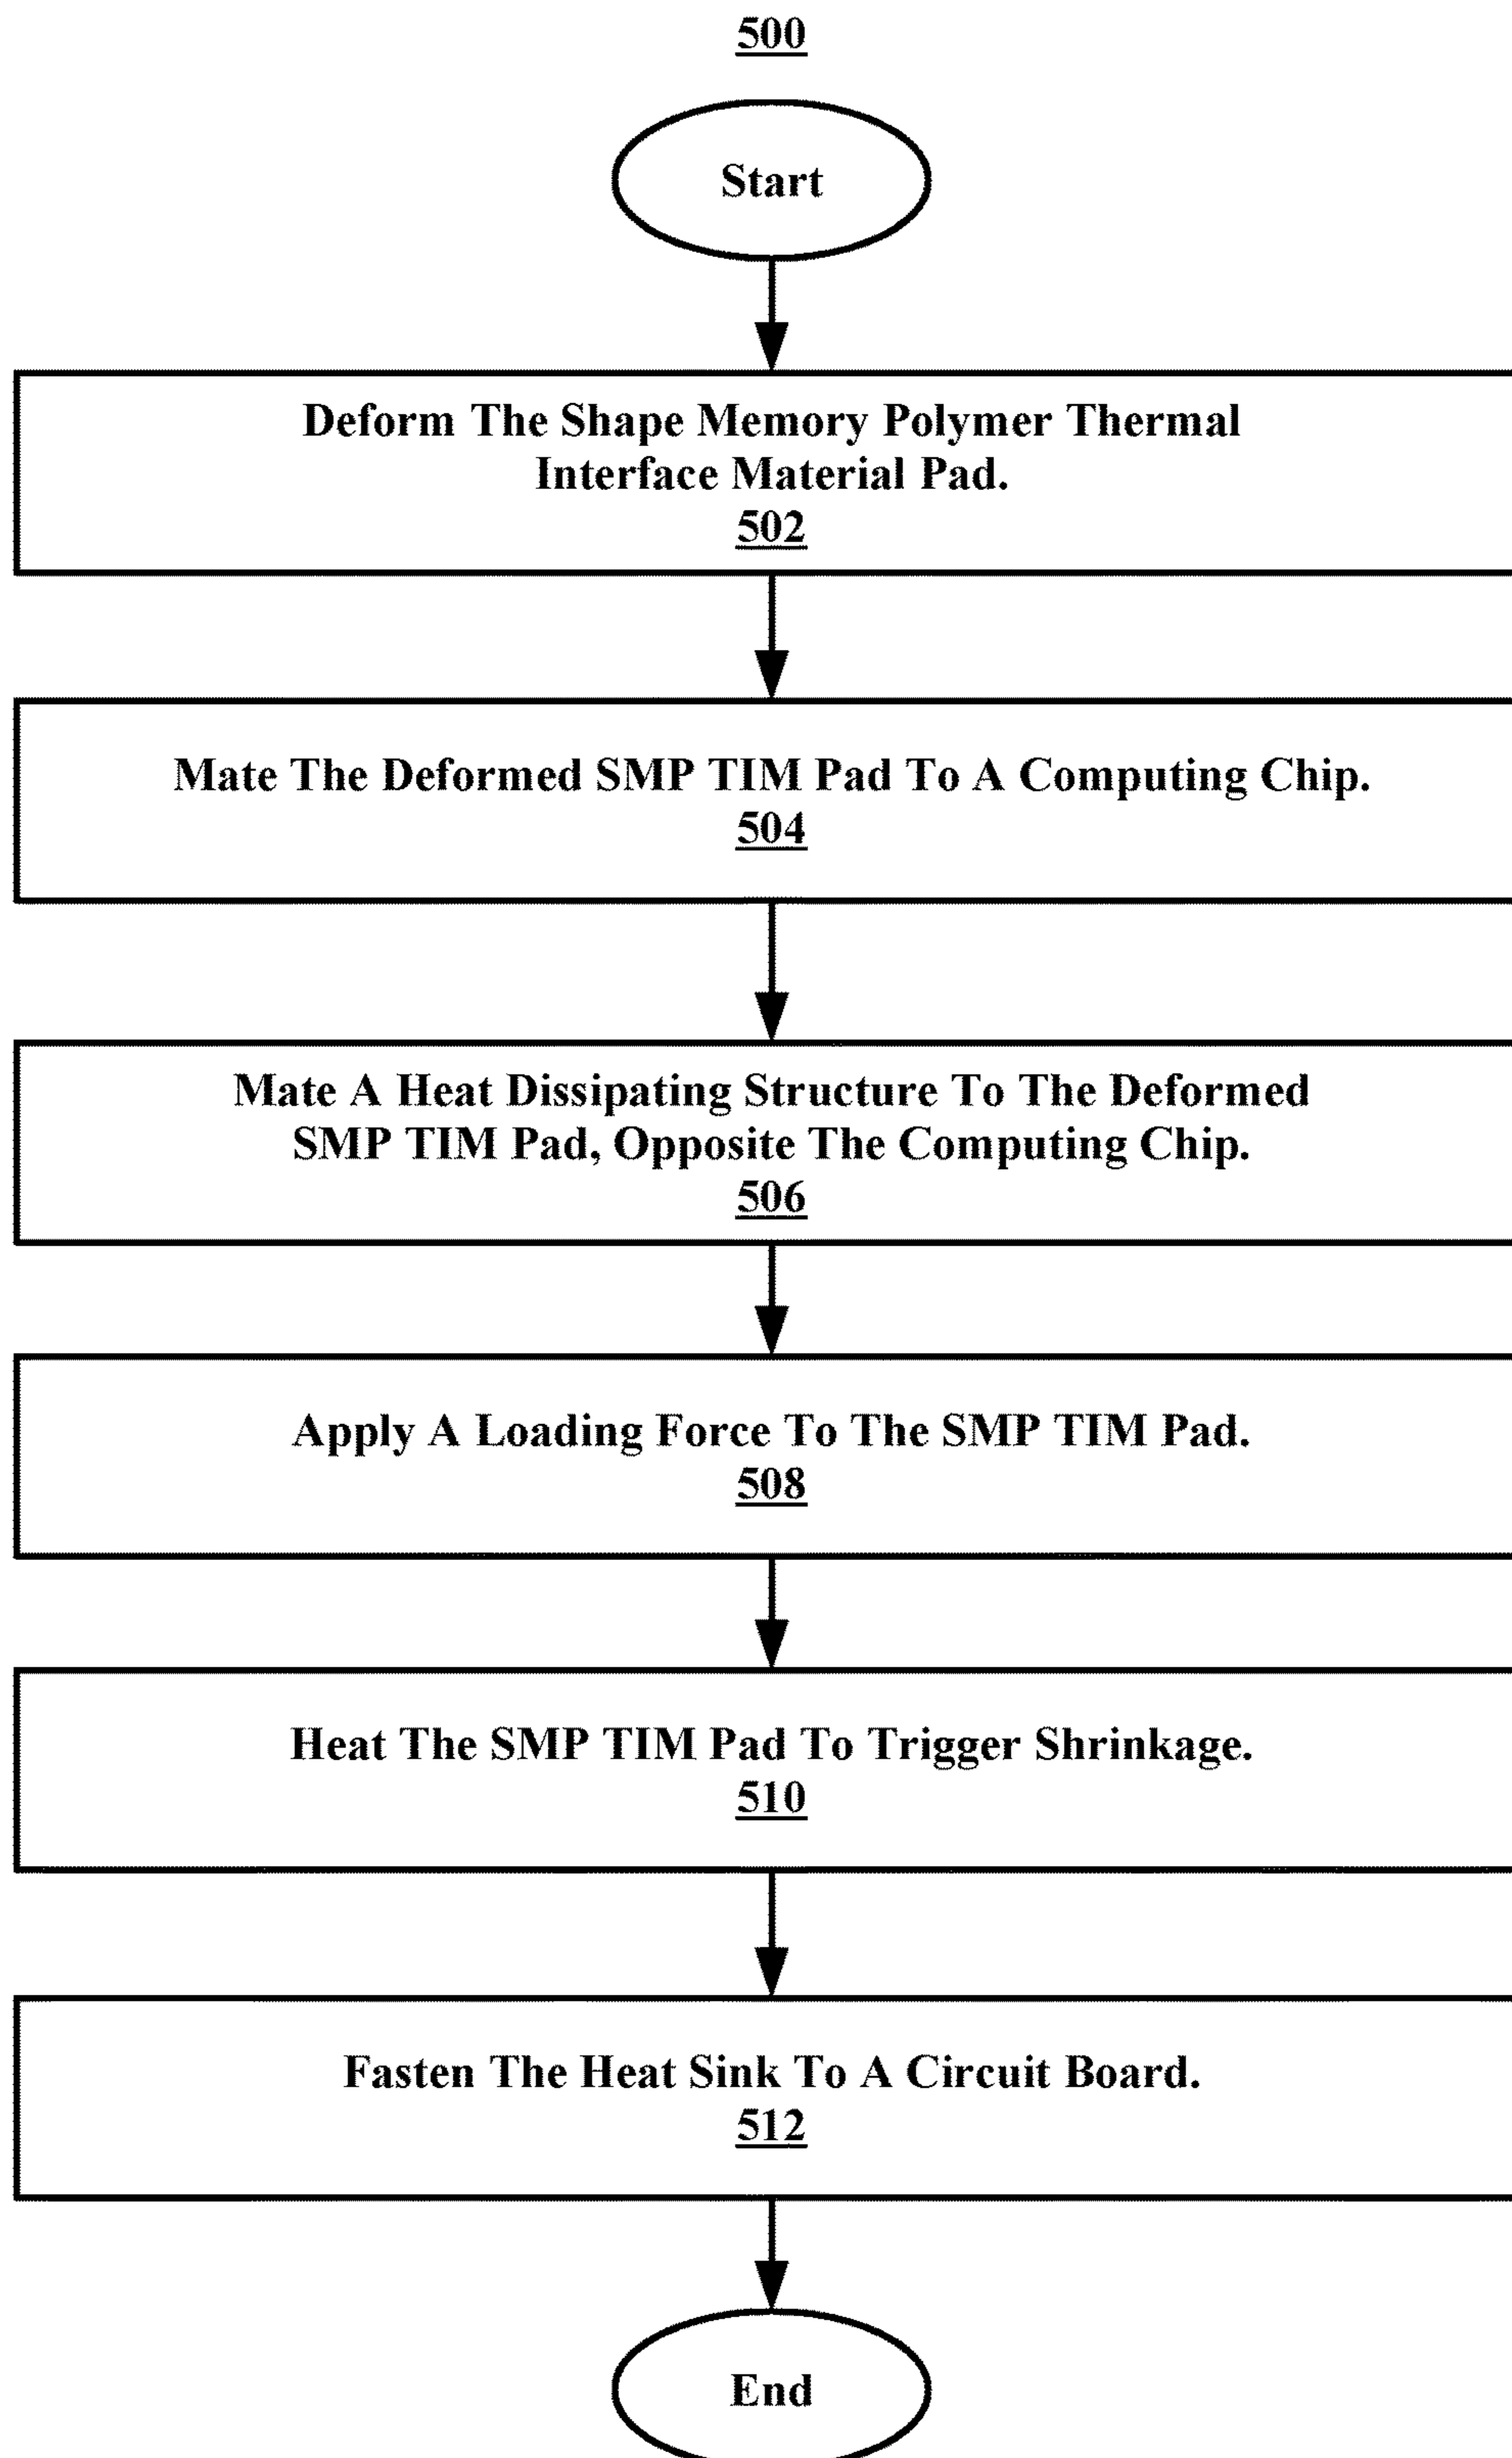 500
Start
Deform The Shape Memory Polymer Thermal
Interface Material Pad.
502
Mate The Deformed SMP TIM Pad To A Computing Chip.
504
Mate A Heat Dissipating Structure To The Deformed
SMP TIM Pad, Opposite The Computing Chip.
506
Apply A Loading Force To The SMP TIM Pad.
508
Heat The SMP TIM Pad To Trigger Shrinkage.
510
Fasten The Heat Sink To A Circuit Board.
512
End